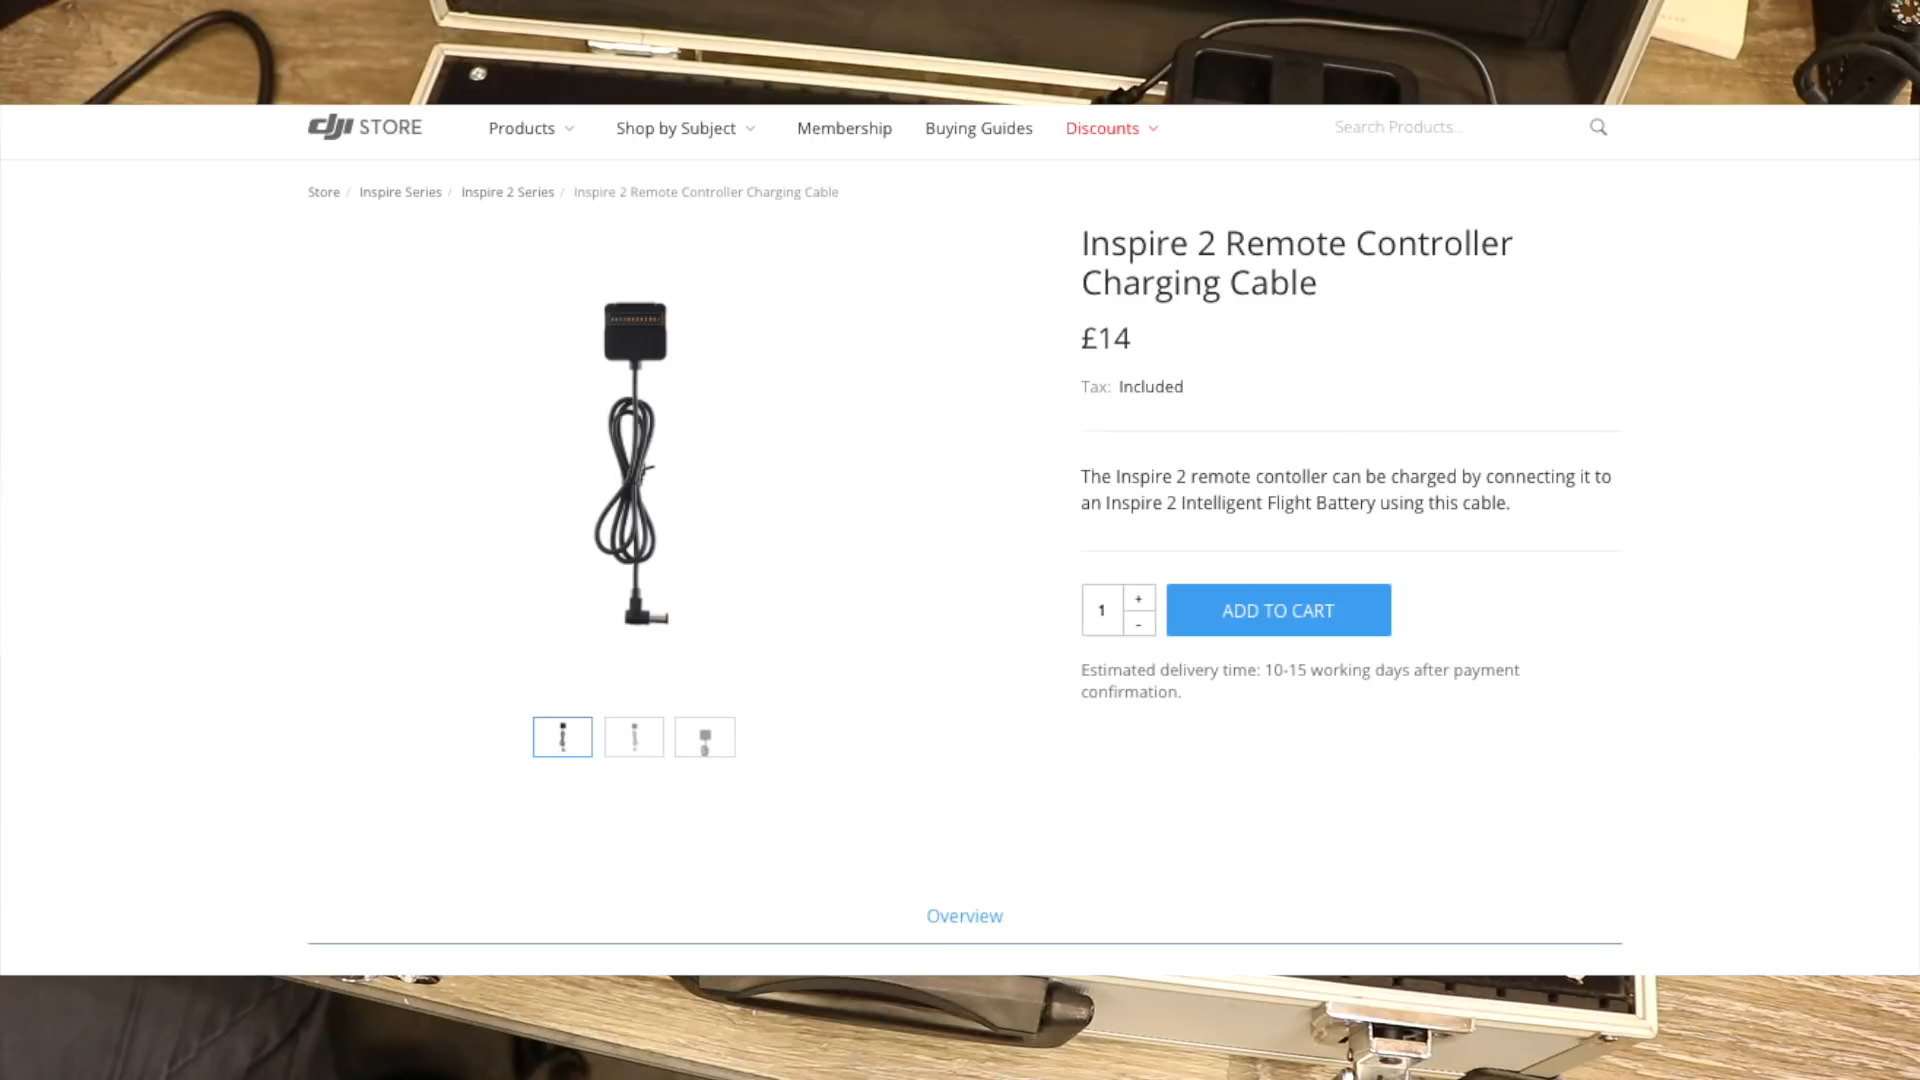 dji STORE
Products
Shop by Subject
Membership
Buying Guides
Discounts
Search Products...
Store / Inspire Series / Inspire 2 Series / Inspire 2 Remote Controller Charging Cable
Inspire 2 Remote Controller
Charging Cable
£14
Tax: Included
The Inspire 2 remote contoller can be charged by connecting it to
an Inspire 2 Intelligent Flight Battery using this cable.
1
+
-
ADD TO CART
Estimated delivery time: 10-15 working days after payment
confirmation.
Overview